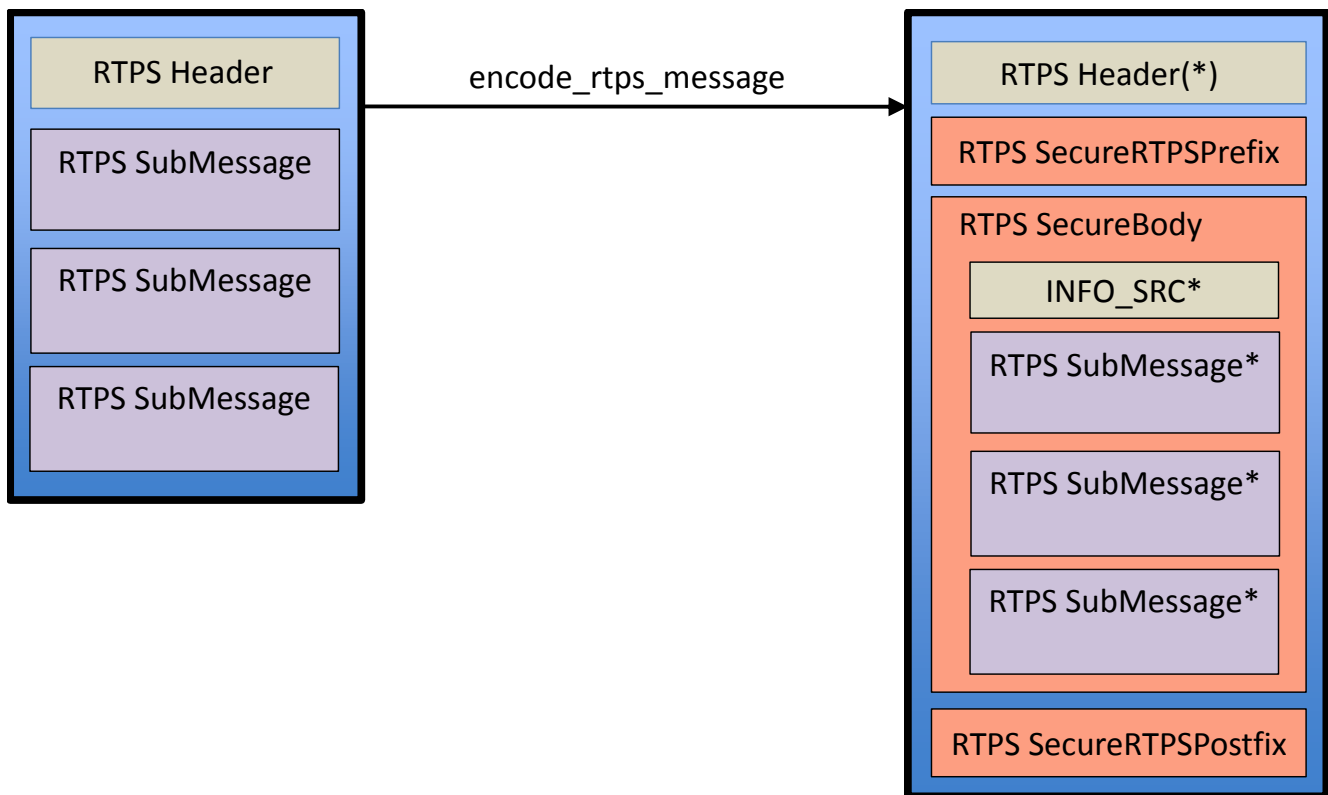 RTPS Header
RTPS SubMessage
RTPS SubMessage
RTPS SubMessage
encode_rtps_message
RTPS Header(*)
RTPS SecureRTPSPrefix
RTPS SecureBody
INFO_SRC*
RTPS SubMessage*
RTPS SubMessage*
RTPS SubMessage*
RTPS SecureRTPSPostfix